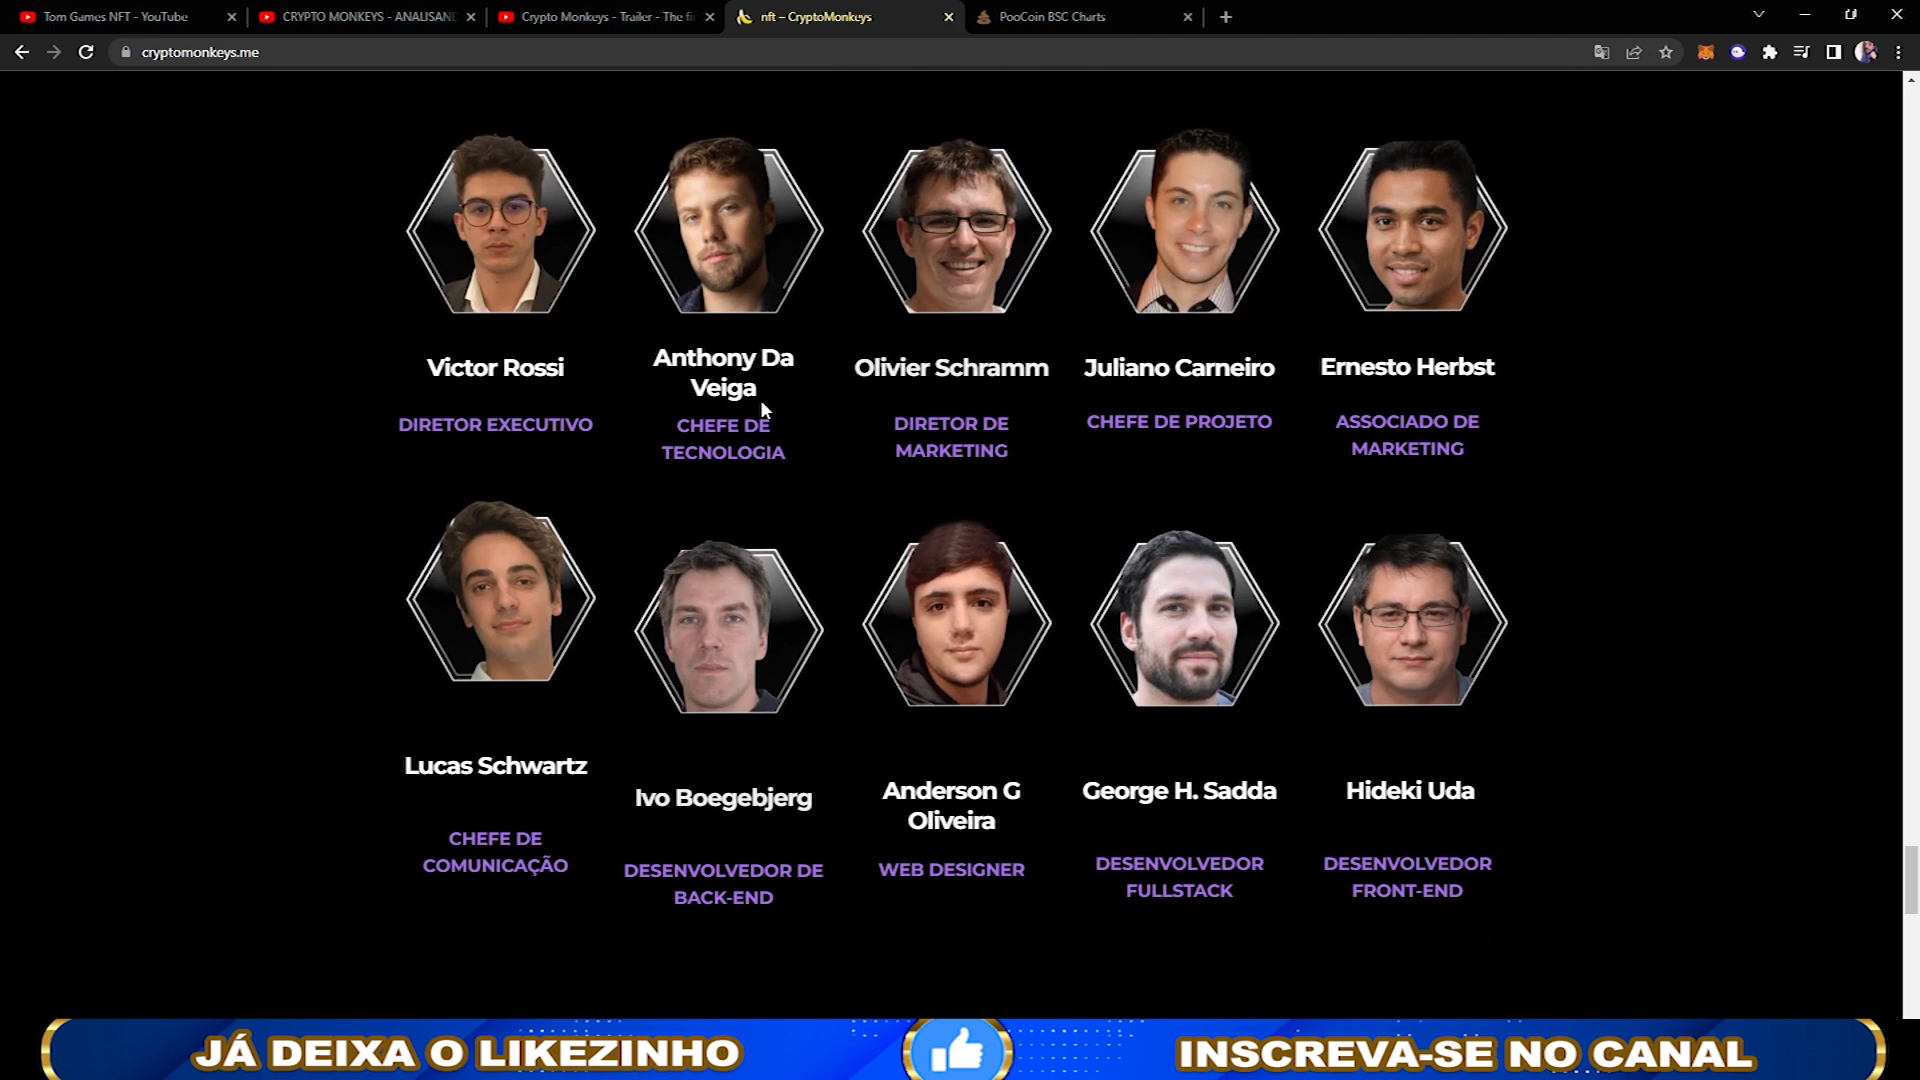 Tom Games NFT - YouTube
CRYPTO MONKEYS - ANALISAND
Crypto Monkeys - Trailer - The fir
nft – CryptoMonkeys
PooCoin BSC Charts
cryptomonkeys.me
Victor Rossi
DIRETOR EXECUTIVO
Anthony Da
Veiga
CHEFE DE
TECNOLOGIA
Olivier Schramm
DIRETOR DE
MARKETING
Juliano Carneiro
CHEFE DE PROJETO
Ernesto Herbst
ASSOCIADO DE
MARKETING
Lucas Schwartz
CHEFE DE
COMUNICAÇÃO
Ivo Boegebjerg
DESENVOLVEDOR DE
BACK-END
Anderson G
Oliveira
WEB DESIGNER
George H. Sadda
DESENVOLVEDOR
FULLSTACK
Hideki Uda
DESENVOLVEDOR
FRONT-END
JÁ DEIXA O LIKEZINHO
INSCREVA-SE NO CANAL